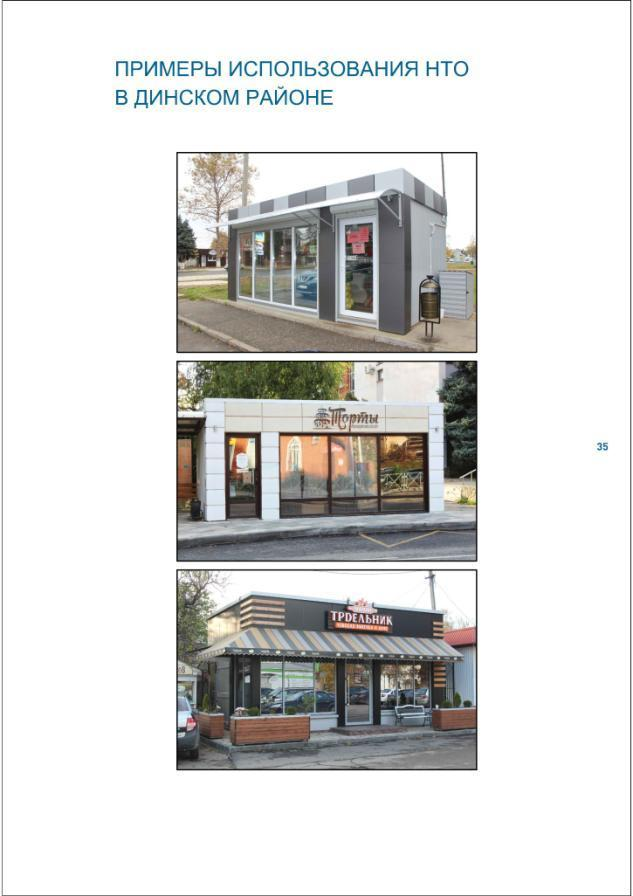 ПРИМЕРЫ ИСПОЛЬЗОВАНИЯ НТО
В ДИНСКОМ РАЙОНЕ
Торты
35
ТРДЕЛЬНИК